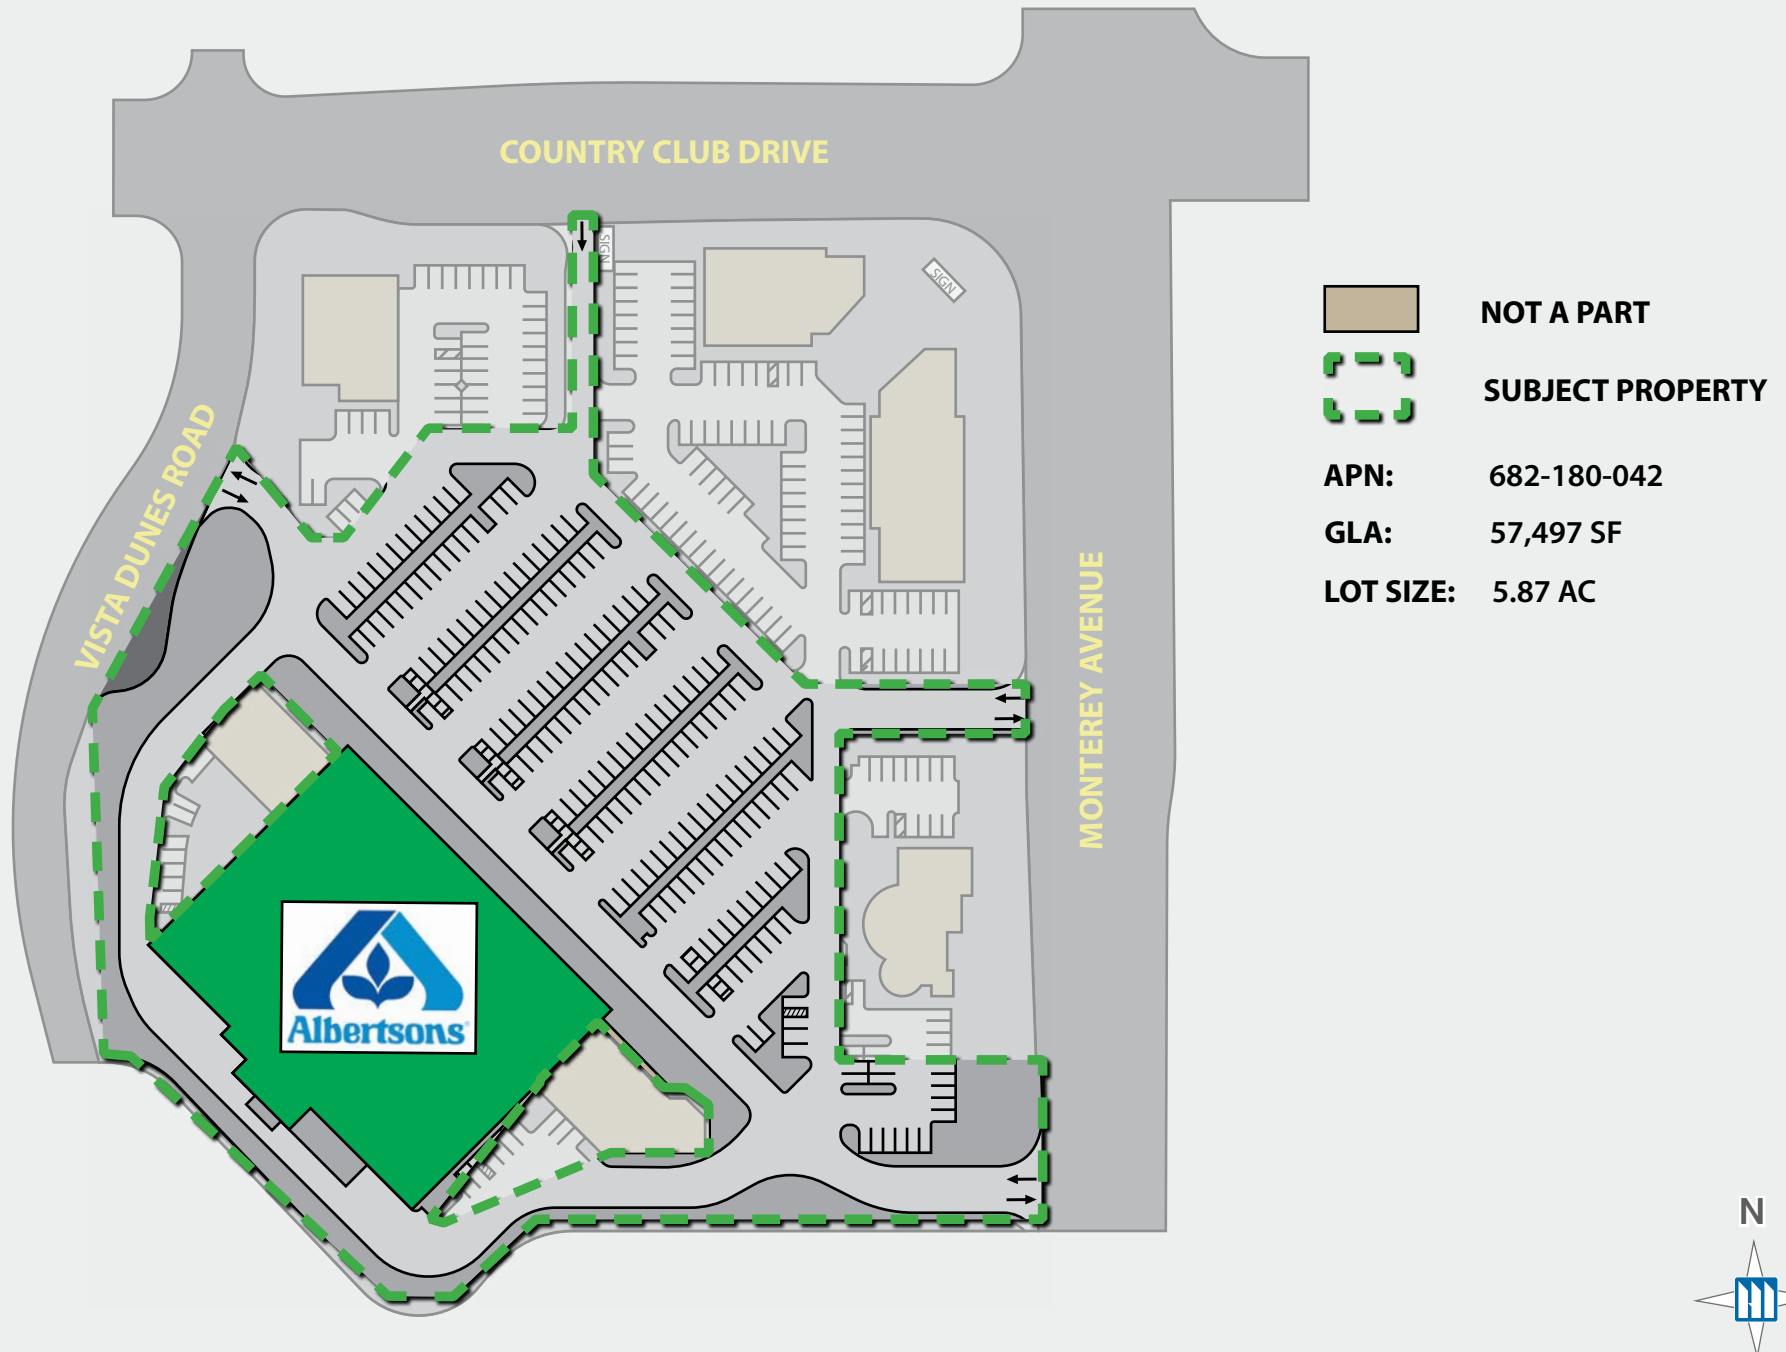 COUNTRY CLUB DRIVE
SIGN
SIGN
VISTA DUNES ROAD
MONTEREY AVENUE
Albertsons
NOT A PART
SUBJECT PROPERTY
APN: 682-180-042
GLA: 57,497 SF
LOT SIZE: 5.87 AC
N